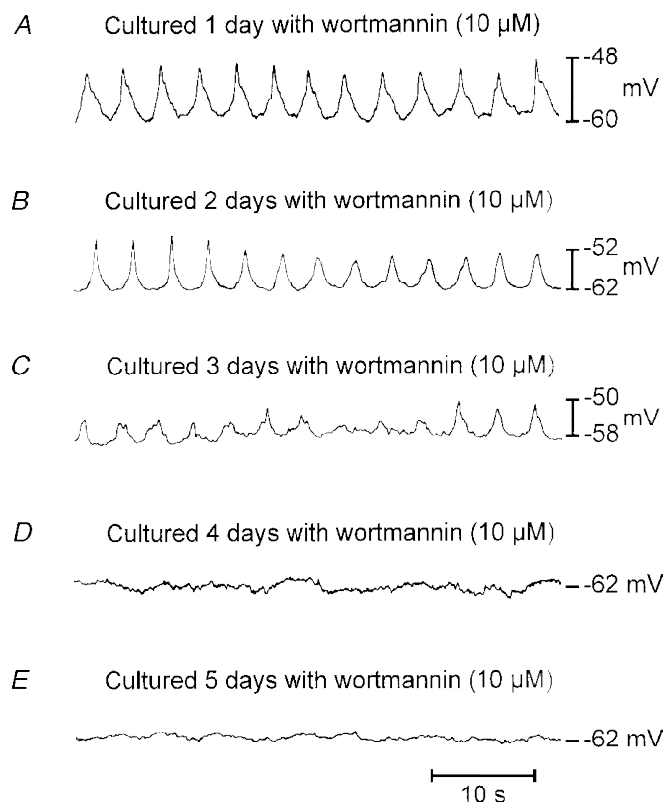 A Cultured 1 day with wortmannin (10 µM)
-48
mV
-60
B Cultured 2 days with wortmannin (10 µM)
-52
mV
-62
C Cultured 3 days with wortmannin (10 µM)
-50
mV
-58
D Cultured 4 days with wortmannin (10 µM)
-62 mV
E Cultured 5 days with wortmannin (10 µM)
-62 mV
10 s